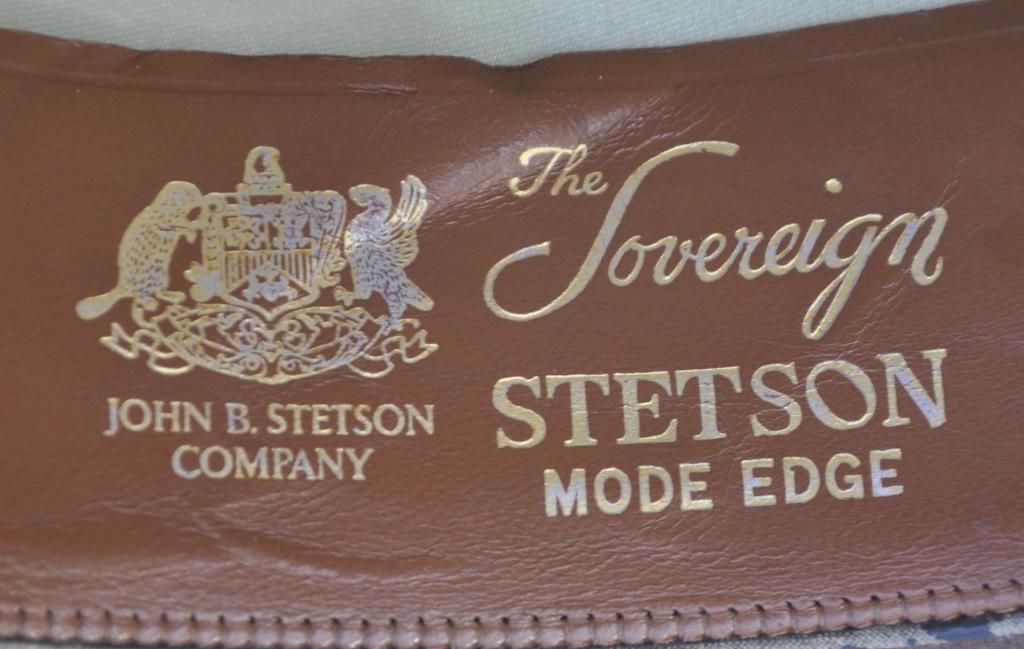 JOHN B. STETSON
COMPANY
The
Sovereign
STETSON
MODE EDGE